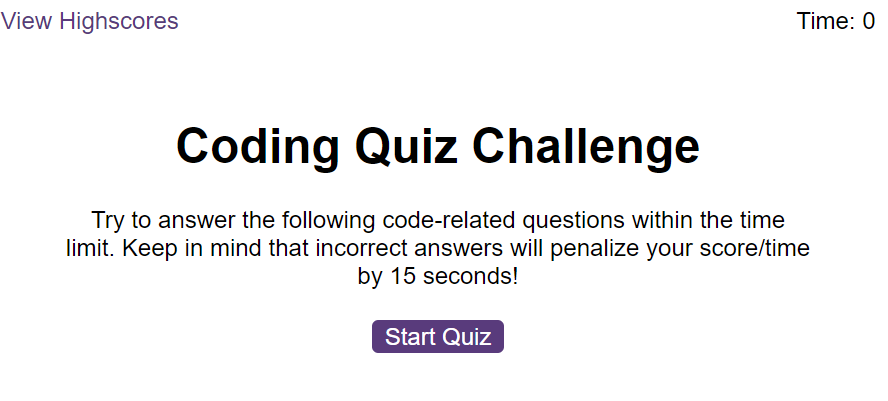 View Highscores
Time: 0
Coding Quiz Challenge
Try to answer the following code-related questions within the time
limit. Keep in mind that incorrect answers will penalize your score/time
by 15 seconds!
Start Quiz